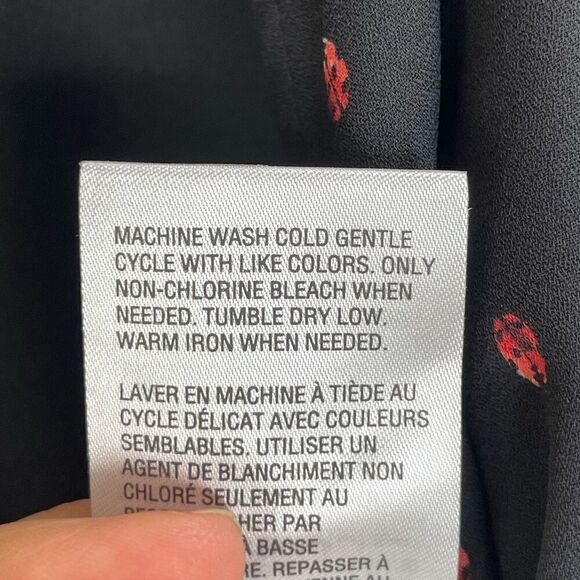 MACHINE WASH COLD GENTLE
CYCLE WITH LIKE COLORS. ONLY
NON-CHLORINE BLEACH WHEN
NEEDED. TUMBLE DRY LOW.
WARM IRON WHEN NEEDED.
LAVER EN MACHINE À TIÈDE AU
CYCLE DÉLICAT AVEC COULEURS
SEMBLABLES. UTILISER UN
AGENT DE BLANCHIMENT NON
CHLORÉ SEULEMENT AU
HER PAR
BASSE
RE. REPASSER À